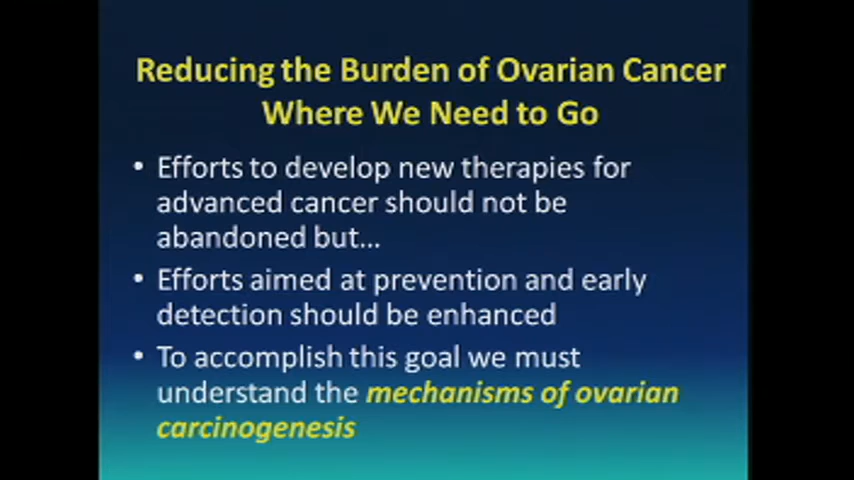 Reducing the Burden of Ovarian Cancer
Where We Need to Go
• Efforts to develop new therapies for
advanced cancer should not be
abandoned but...
• Efforts aimed at prevention and early
detection should be enhanced
• To accomplish this goal we must
understand the mechanisms of ovarian
carcinogenesis